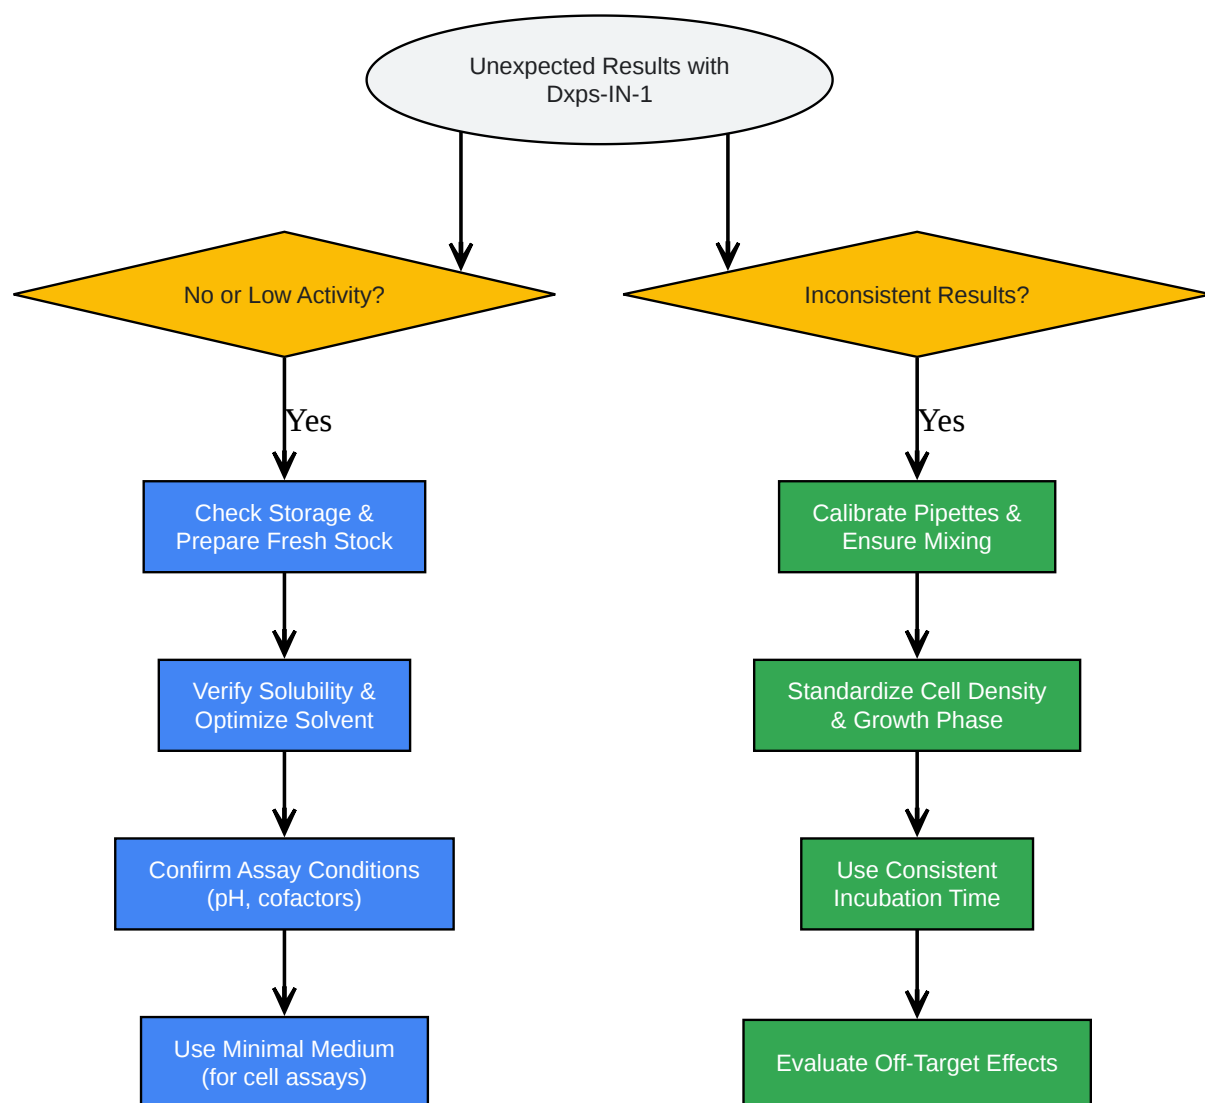 Unexpected Results with
Dxps-IN-1
No or Low Activity?
Inconsistent Results?
Yes
Yes
Check Storage &
Prepare Fresh Stock
Calibrate Pipettes &
Ensure Mixing
Verify Solubility &
Optimize Solvent
Standardize Cell Density
& Growth Phase
Confirm Assay Conditions
(pH, cofactors)
Use Consistent
Incubation Time
Use Minimal Medium
(for cell assays)
Evaluate Off-Target Effects